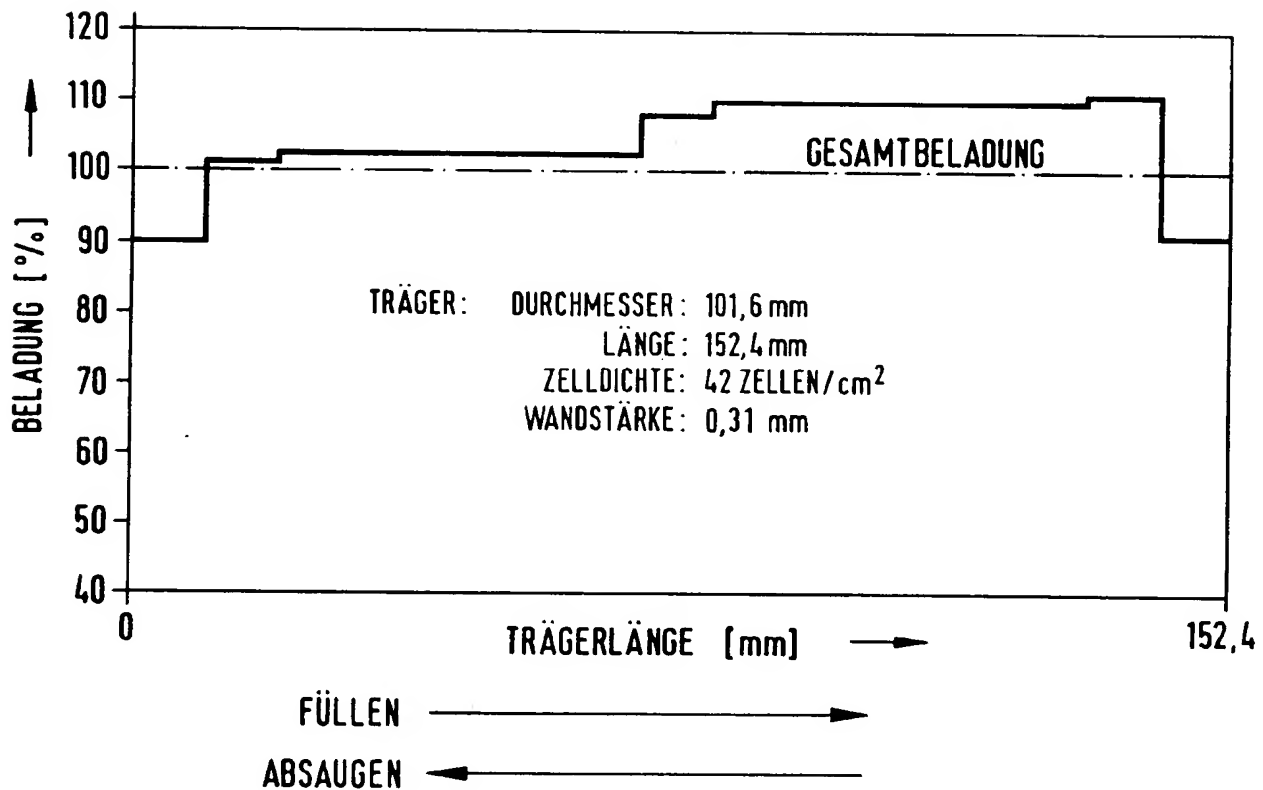 120
110
100
90
80
70
60
50
40
BELADUNG [%]
GESAMTBELADUNG
TRÄGER: DURCHMESSER: 101,6 mm
LÄNGE: 152,4 mm
ZELLDICHTE: 42 ZELLEN/cm²
WANDSTÄRKE: 0,31 mm
0
TRÄGERLÄNGE [mm]
152,4
FÜLLEN
ABSAUGEN